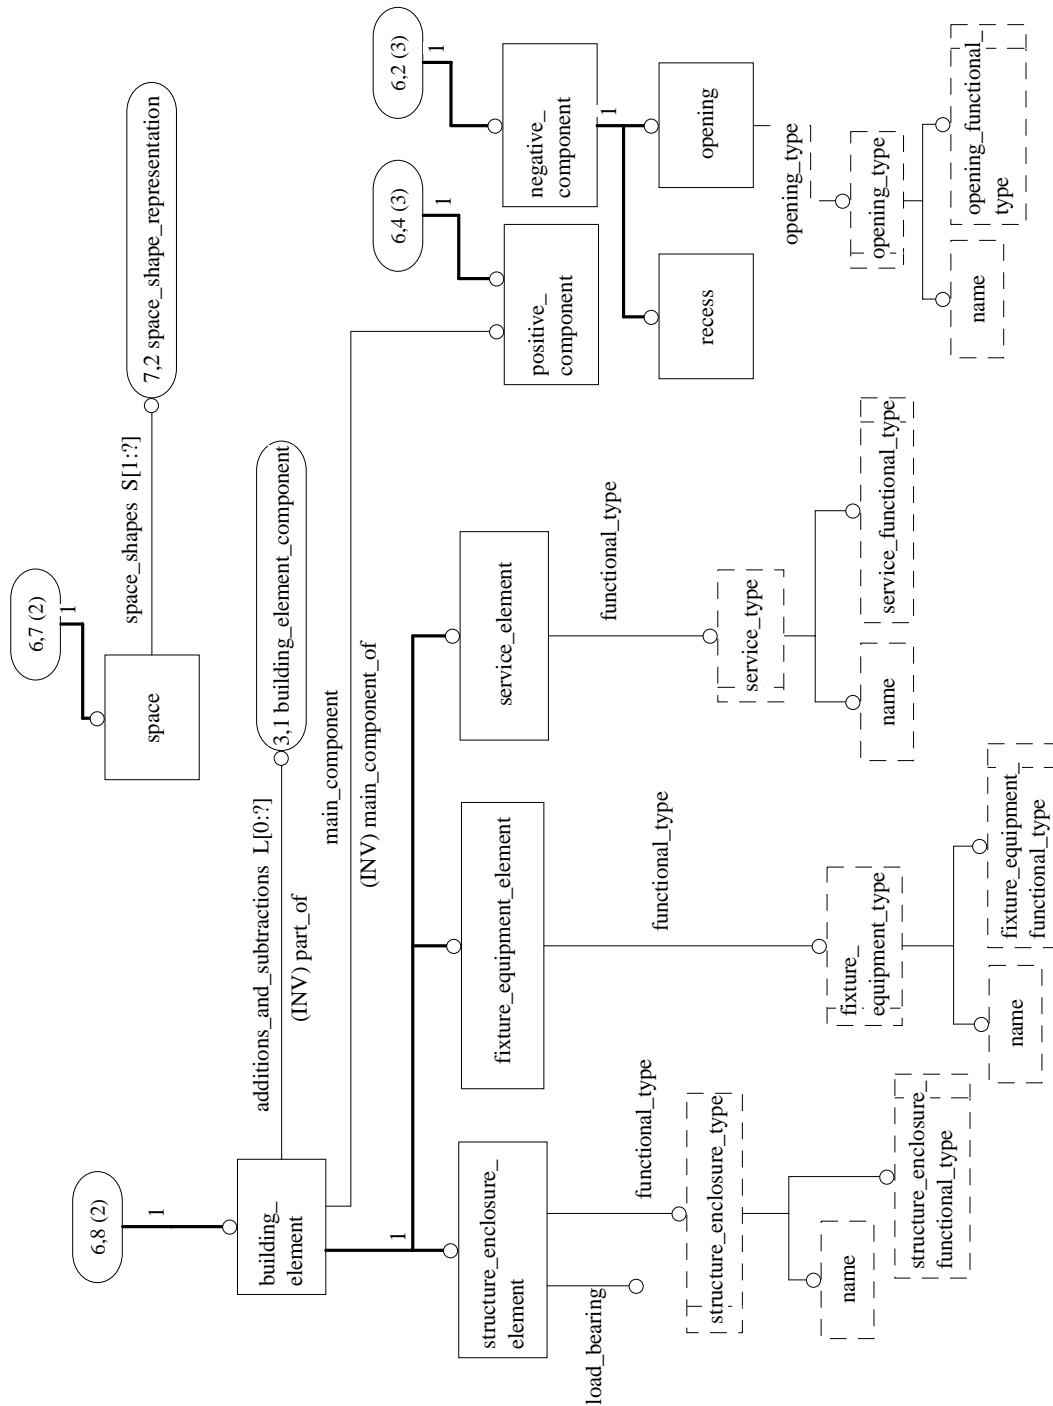 6,8 (2)
1
building_
element
additions_and_subtractions L[0:?]
(INV) part_of
3,1 building_element_component
6,7 (2)
1
space
space_shapes S[1:?]
7,2 space_shape_representation
main_component
(INV) main_component_of
1
6,4 (3)
1
positive_
component
6,2 (3)
1
negative_
component
1
structure_enclosure_
element
fixture_equipment_element
service_element
recess
opening
load_bearing
functional_type
structure_enclosure_type
name
structure_enclosure_
functional_type
functional_type
fixture_
equipment_type
name
fixture_equipment_
functional_type
functional_type
service_type
name
service_functional_type
opening_type
opening_type
name
opening_functional_
type